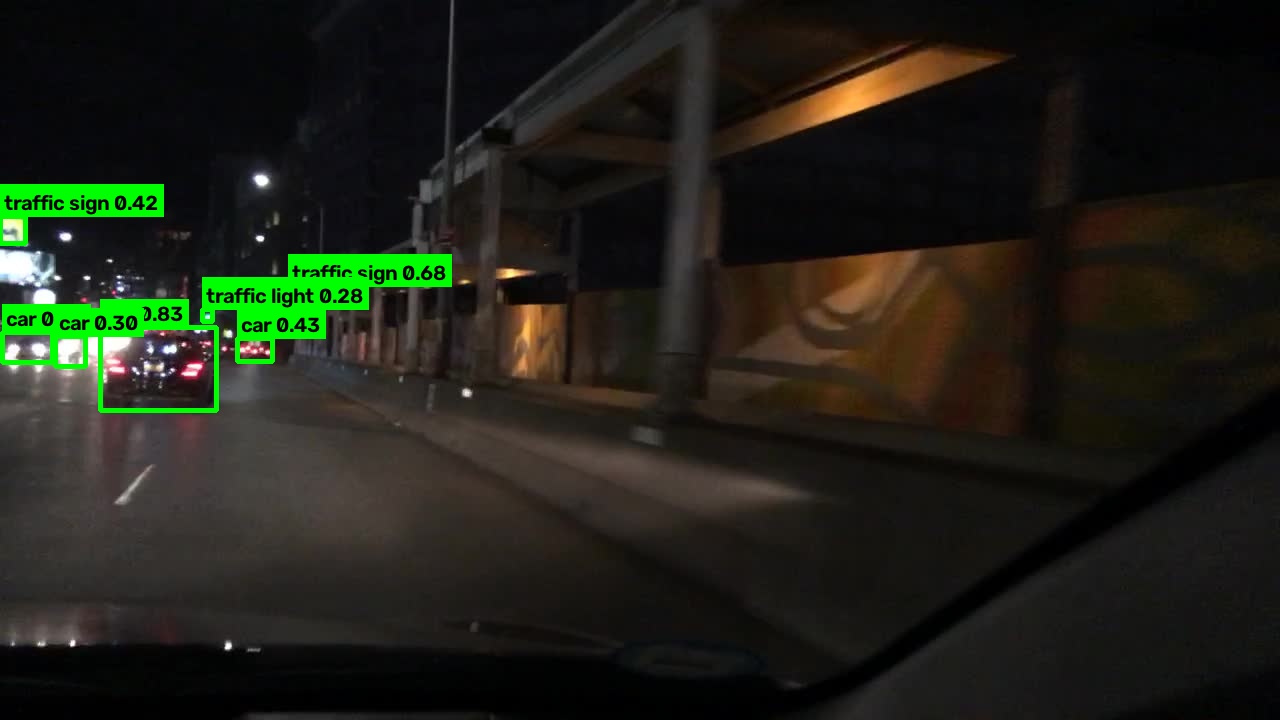 traffic sign 0.42
traffic sign 0.68
traffic light 0.28
car 0
car 0.30
0.83
car 0.43